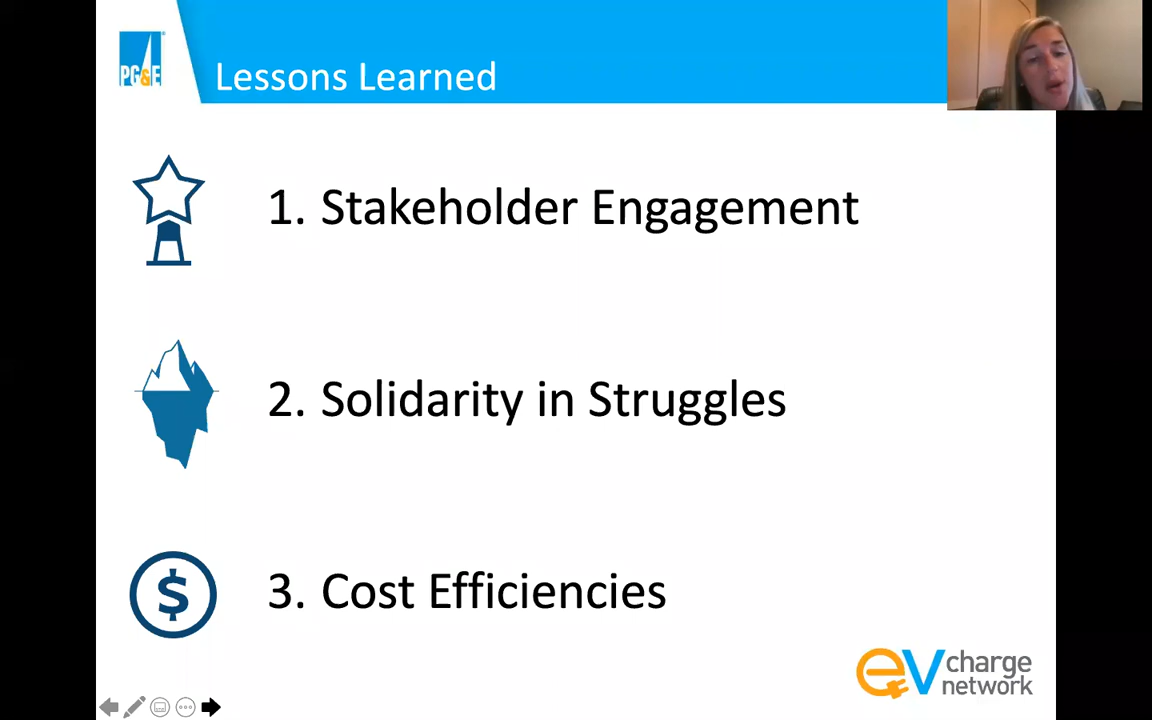 PG&E
Lessons Learned
1. Stakeholder Engagement
2. Solidarity in Struggles
$
3. Cost Efficiencies
eV charge
network